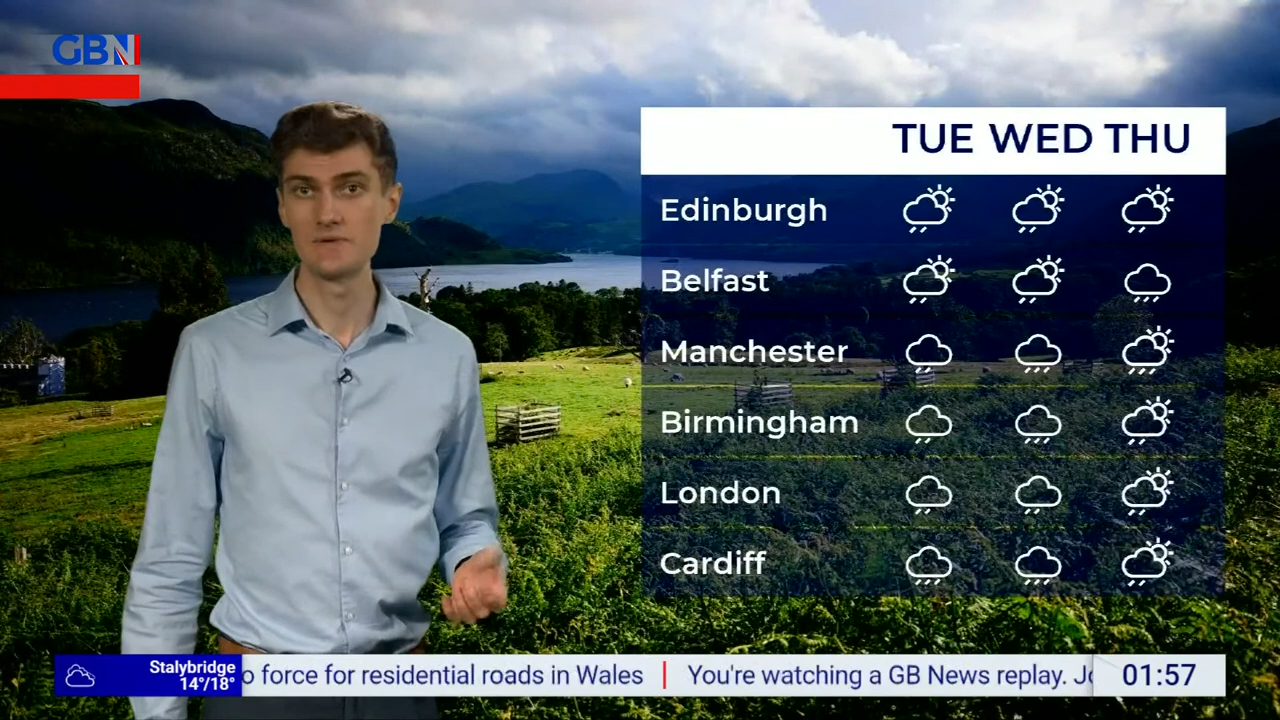 GBN
TUE WED THU
Edinburgh
Belfast
Manchester
Birmingham
London
Cardiff
Stalybridge
14°/18°
o force for residential roads in Wales | You're watching a GB News replay. Jo
01:57